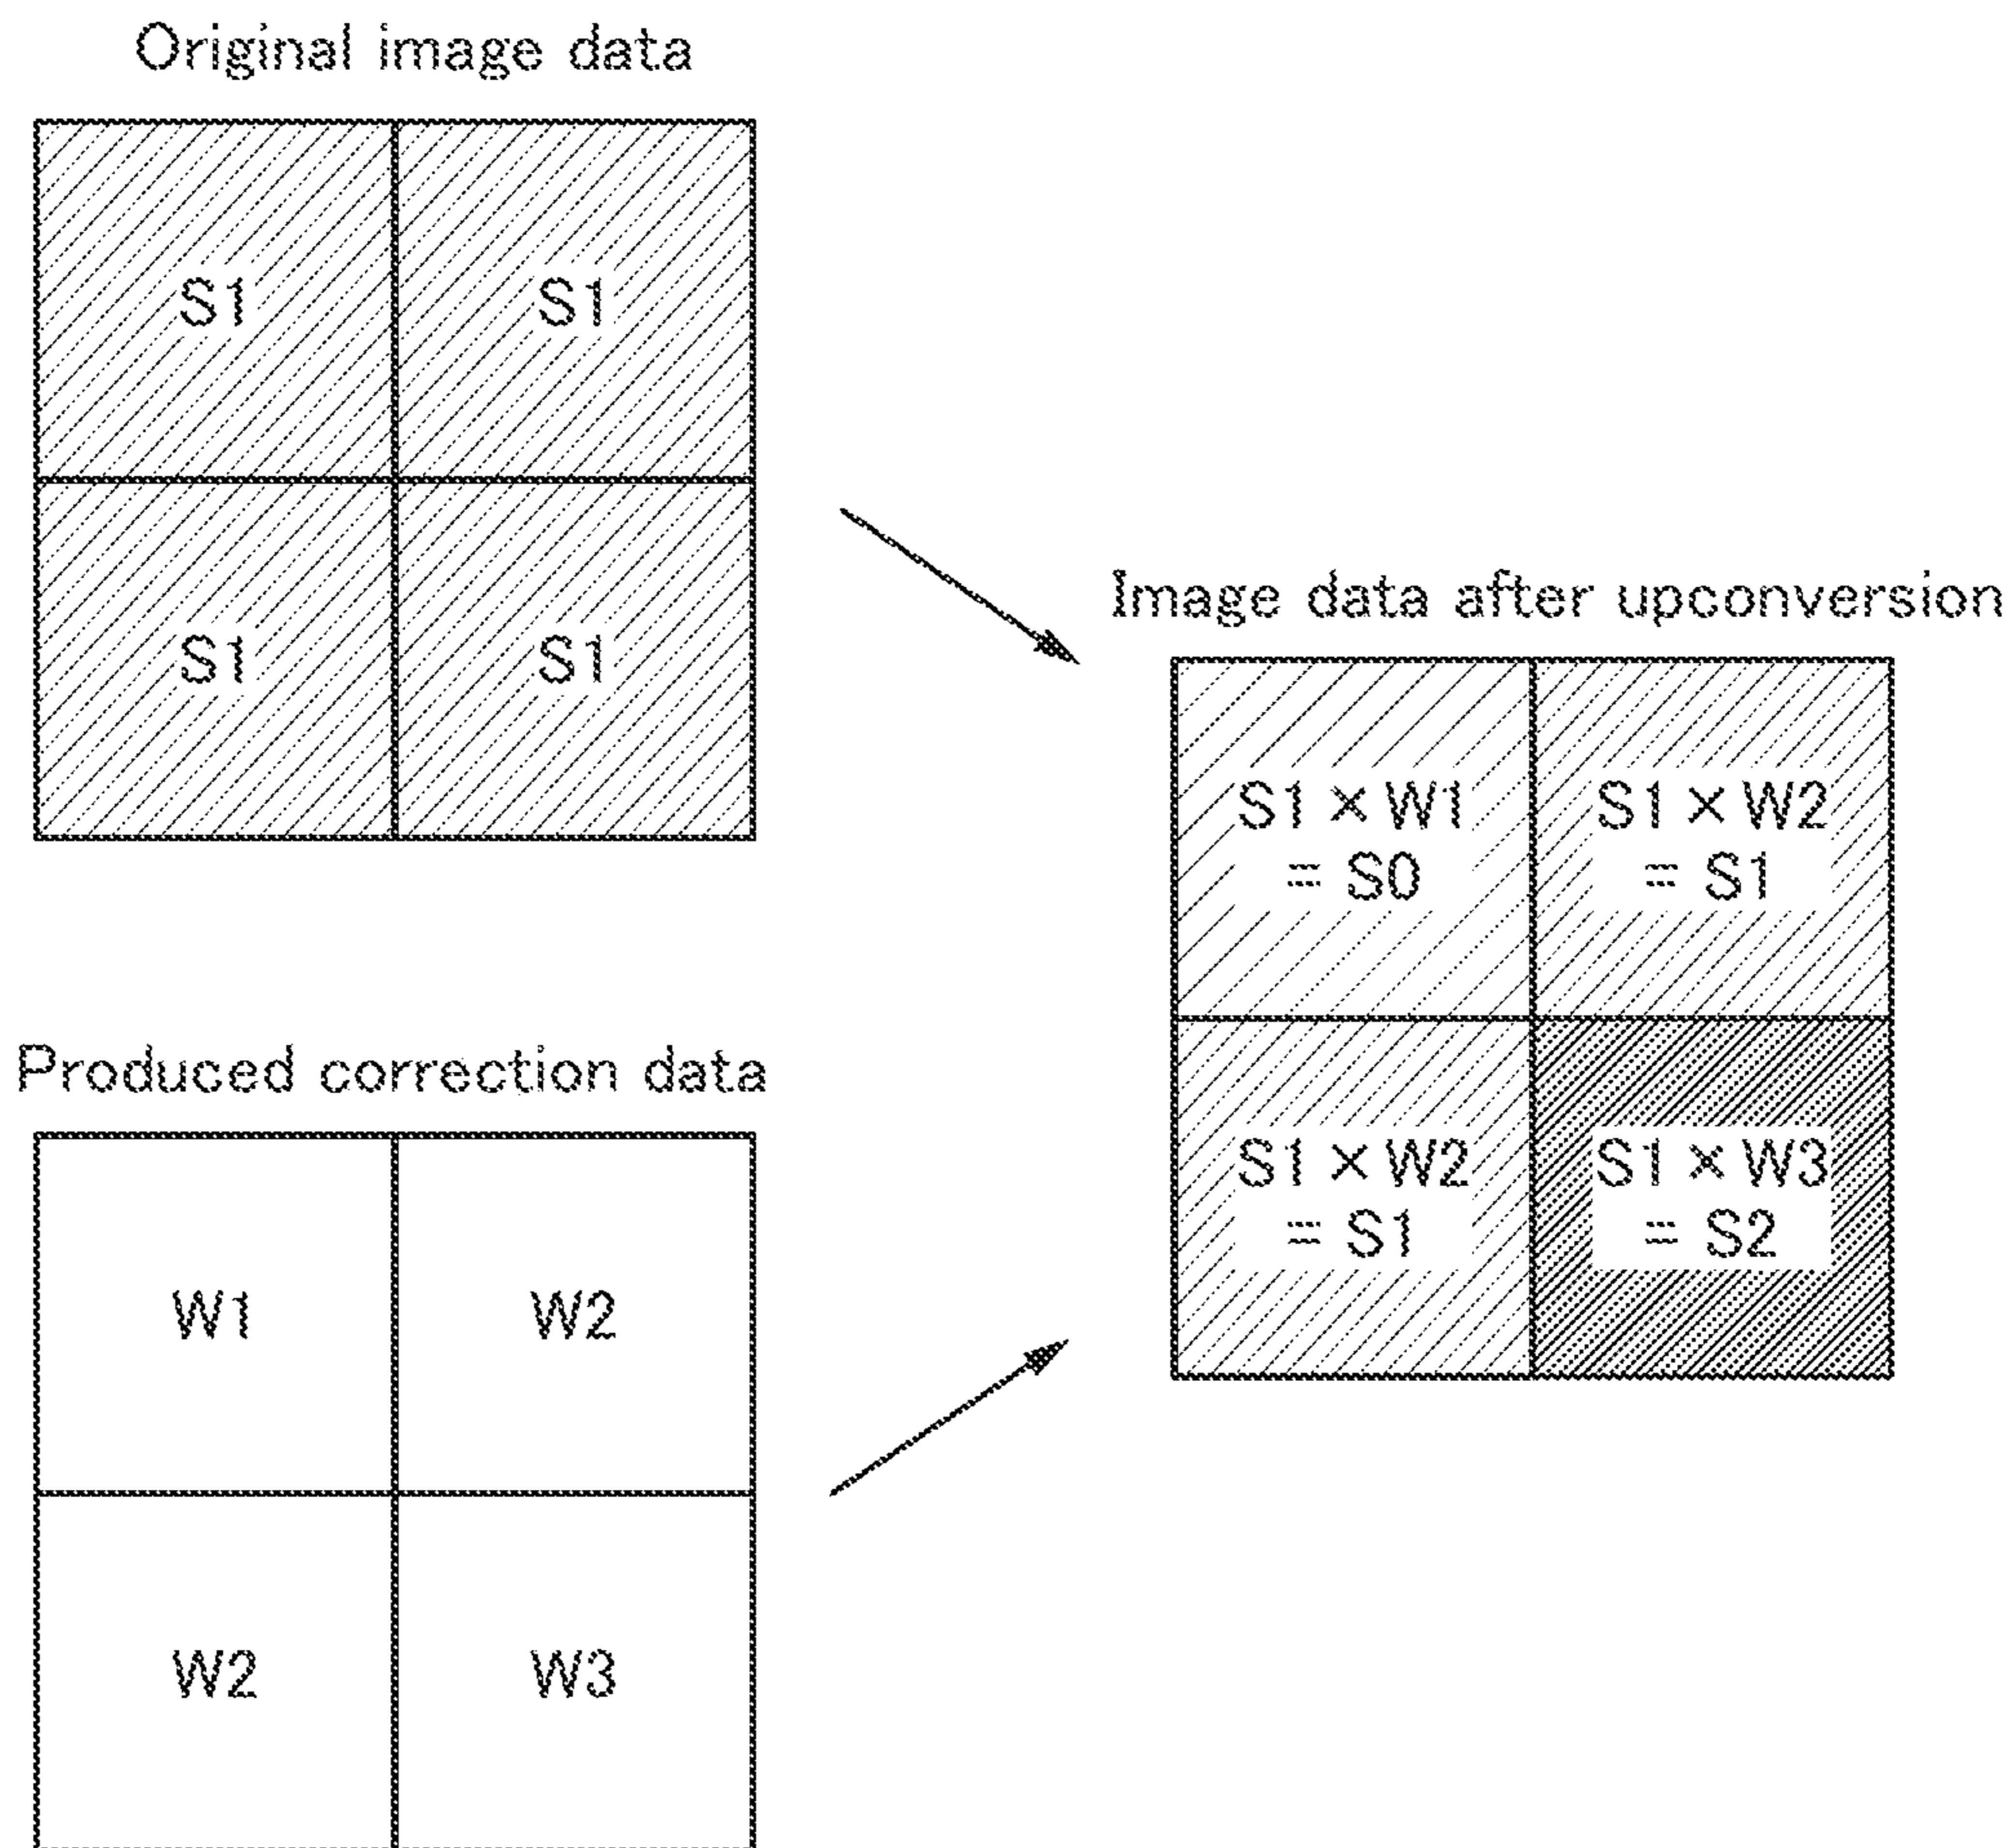 Original image data
S1 S1
S1 S1
Image data after upconversion
S1 × W1 S1 × W2
= S0 = S1
S1 × W2 S1 × W3
= S1 = S2
Produced correction data
W1 W2
W2 W3